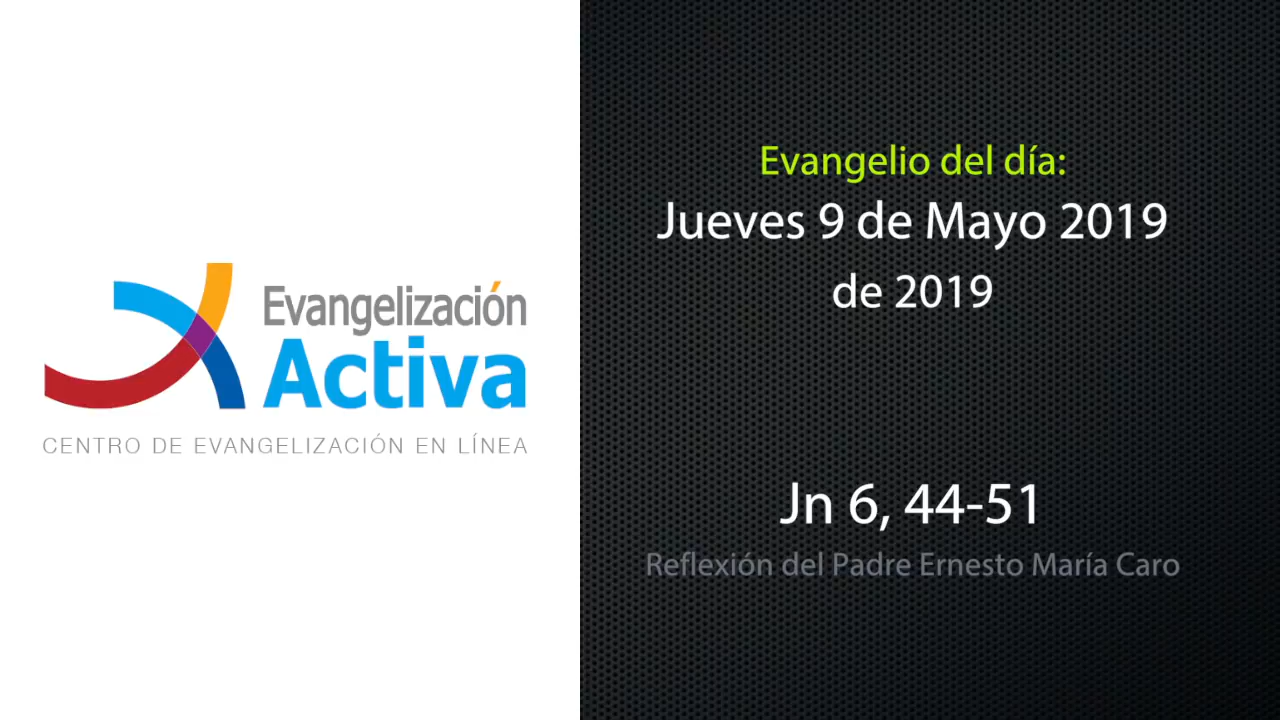 Evangelización
Activa
CENTRO DE EVANGELIZACIÓN EN LÍNEA
Evangelio del día:
Jueves 9 de Mayo 2019
de 2019
Jn 6, 44-51
Reflexión del Padre Ernesto María Caro